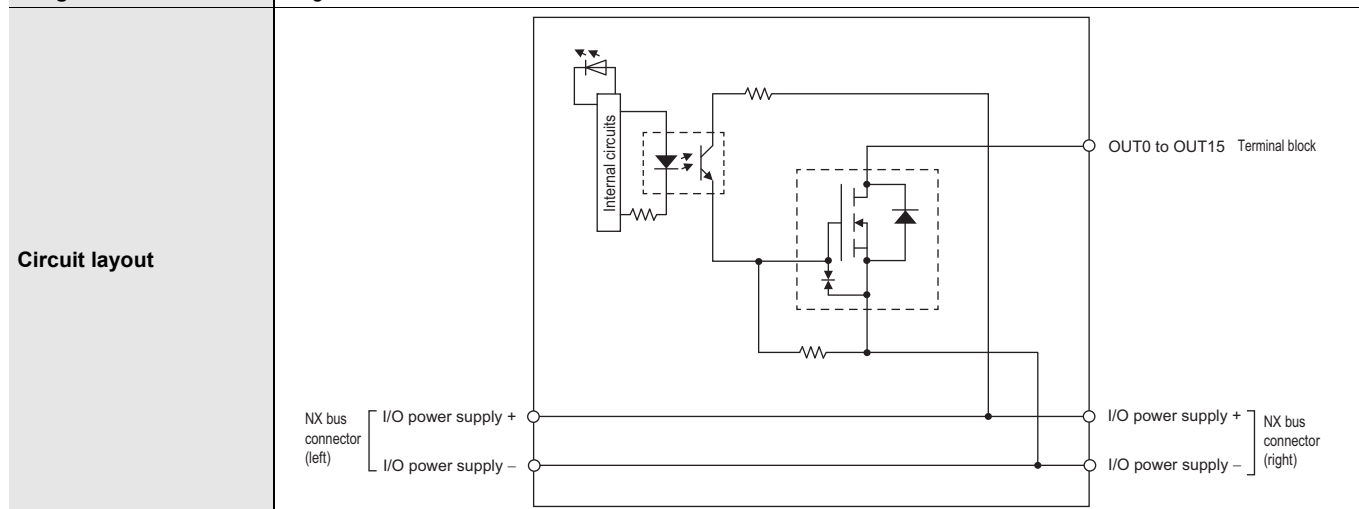 Circuit layout
Internal circuits
OUT0 to OUT15 Terminal block
NX bus
connector
(left)
I/O power supply +
I/O power supply –
I/O power supply +
I/O power supply –
NX bus
connector
(right)